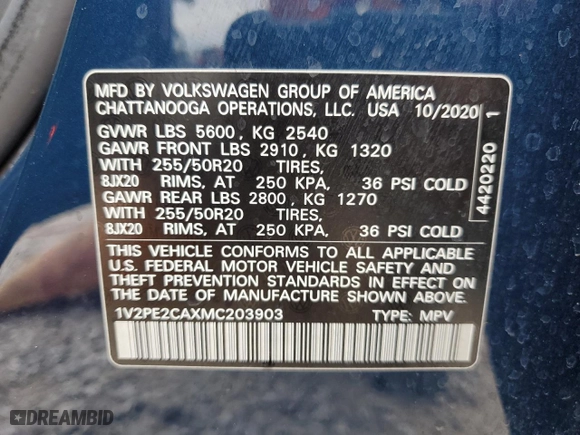 MFD BY VOLKSWAGEN GROUP OF AMERICA
CHATTANOOGA OPERATIONS, LLC. USA 10/2020
GVWR LBS 5600, KG 2540
GAWR FRONT LBS 2910, KG 1320
WITH 255/50R20 TIRES,
8JX20 RIMS, AT 250 KPA, 36 PSI COLD
GAWR REAR LBS 2800, KG 1270
WITH 255/50R20 TIRES,
8JX20 RIMS, AT 250 KPA, 36 PSI COLD
THIS VEHICLE CONFORMS TO ALL APPLICABLE
U.S. FEDERAL MOTOR VEHICLE SAFETY AND
THEFT PREVENTION STANDARDS IN EFFECT ON
THE DATE OF MANUFACTURE SHOWN ABOVE.
1V2PE2CAXMC203903 TYPE: MPV
4420220 1
DREAMBID